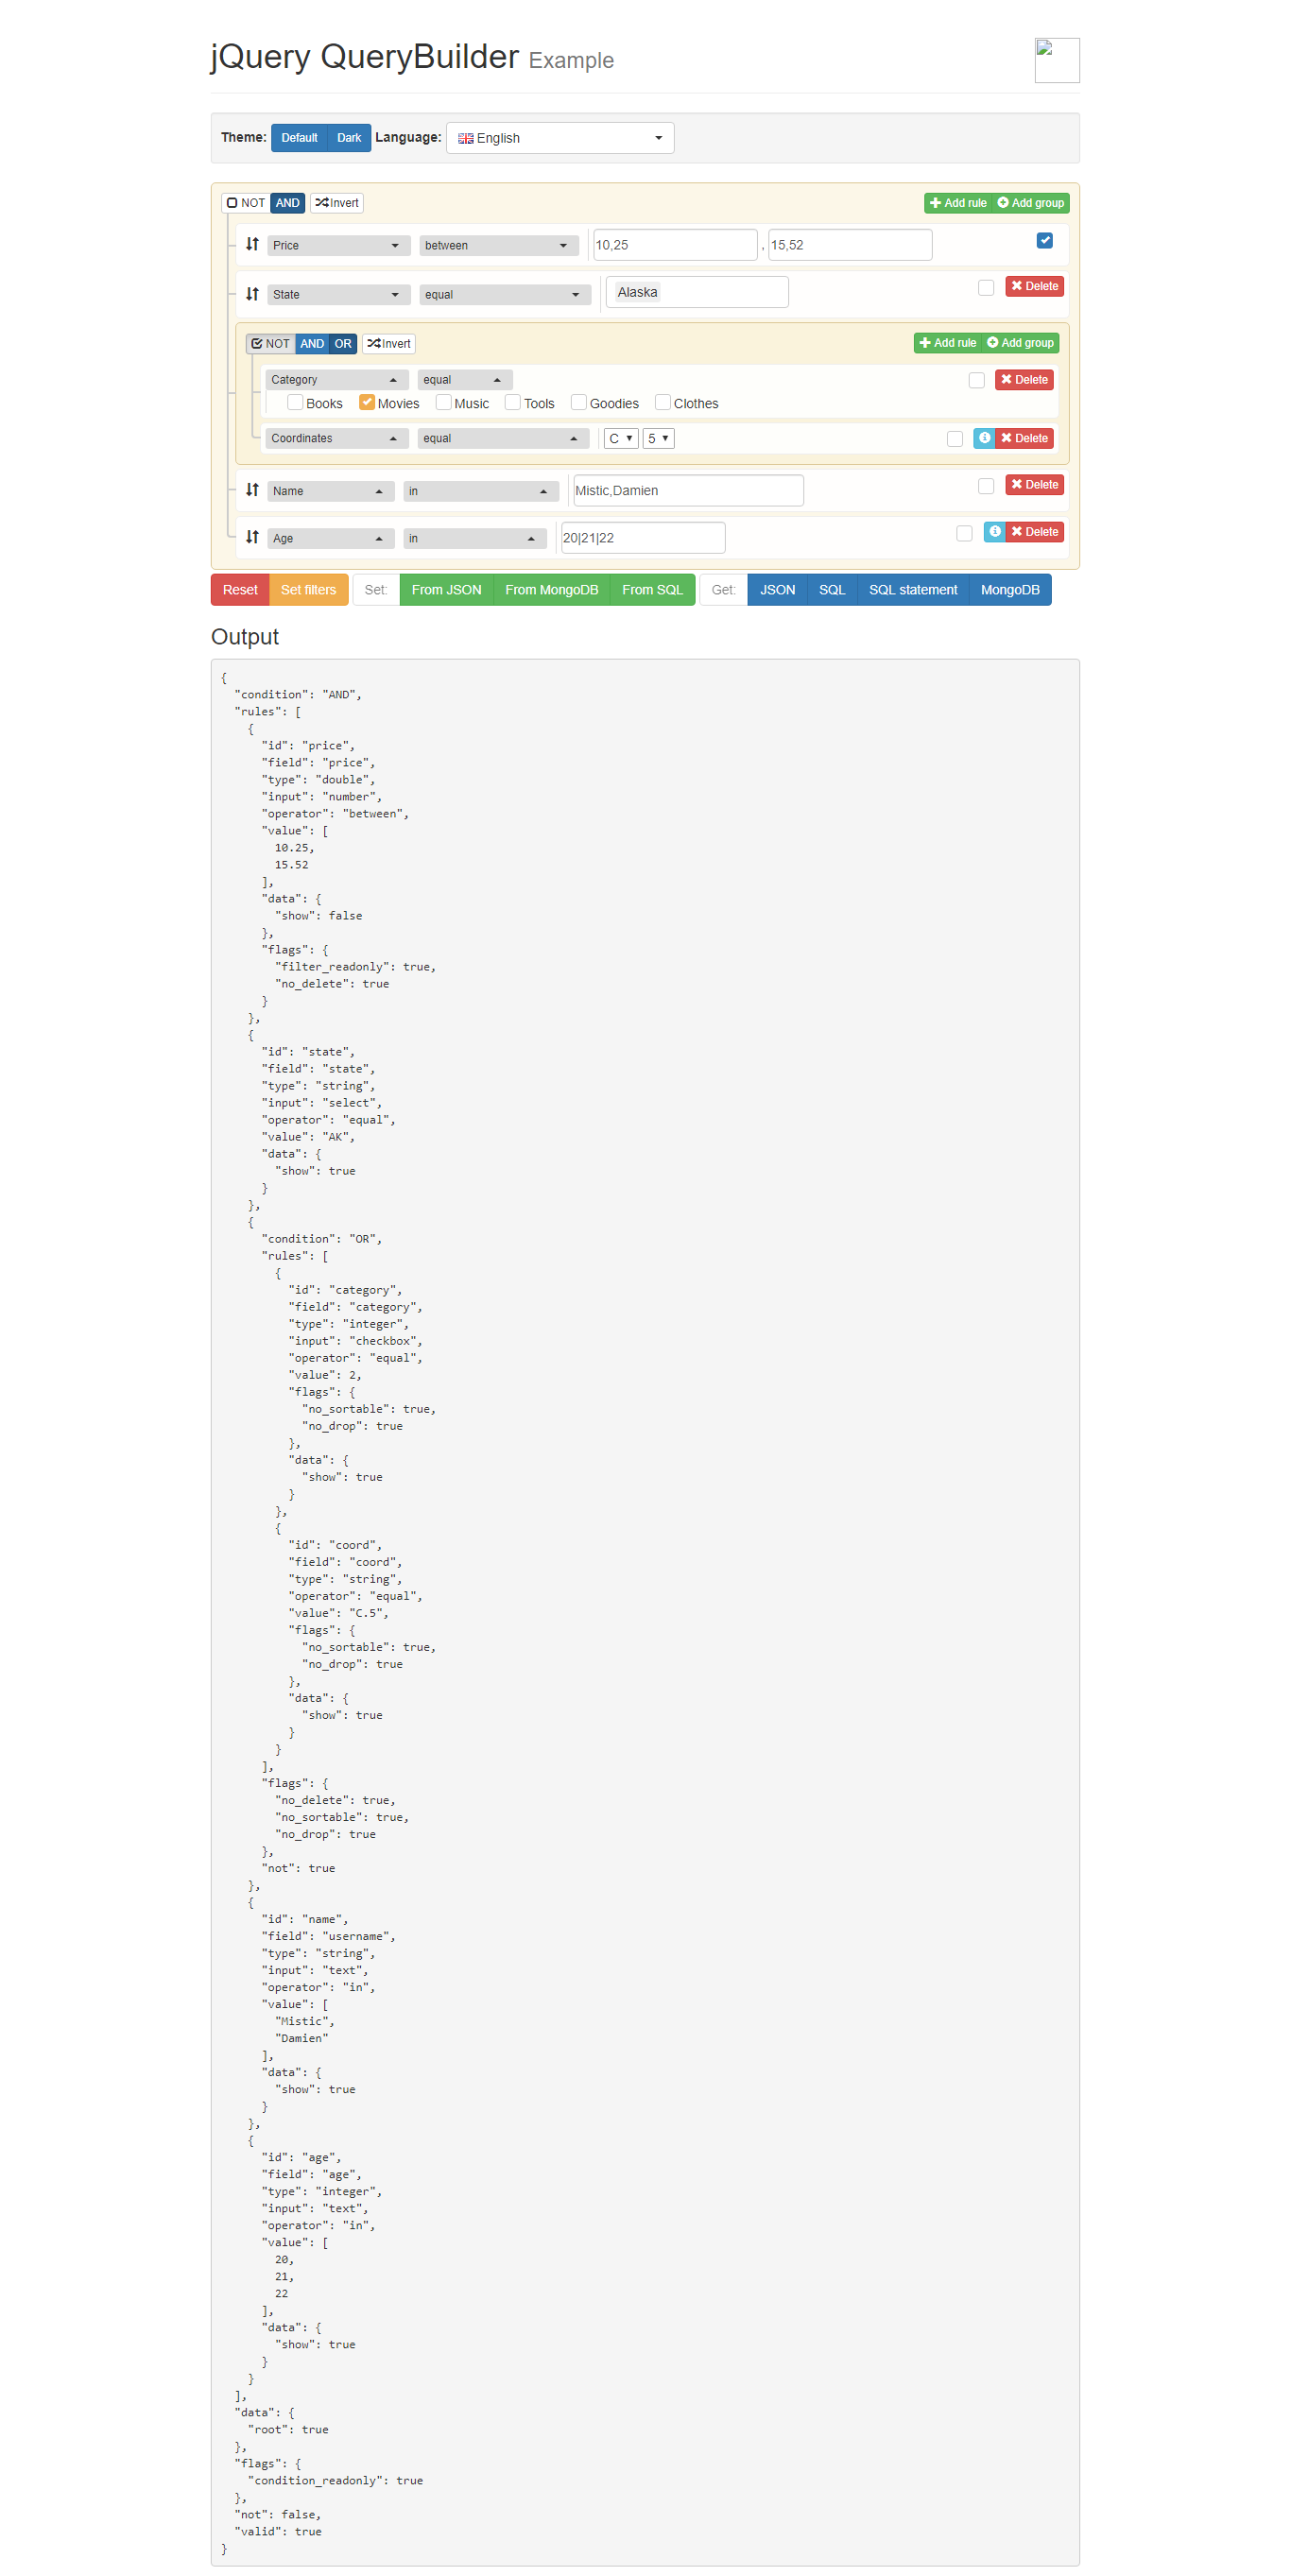 jQuery QueryBuilder Example
Theme: Default Dark Language: English
NOT AND Invert Add rule Add group
Price between 10,25 , 15,52
State equal Alaska Delete
NOT AND OR Invert Add rule Add group
Category equal Delete
Books Movies Music Tools Goodies Clothes
Coordinates equal C 5 Delete
Name in Mistic,Damien Delete
Age in 20|21|22 Delete
Reset Set filters Set: From JSON From MongoDB From SQL Get: JSON SQL SQL statement MongoDB
Output
{
"condition": "AND",
"rules": [
{
"id": "price",
"field": "price",
"type": "double",
"input": "number",
"operator": "between",
"value": [
10.25,
15.52
],
"data": {
"show": false
},
"flags": {
"filter_readonly": true,
"no_delete": true
}
},
{
"id": "state",
"field": "state",
"type": "string",
"input": "select",
"operator": "equal",
"value": "AK",
"data": {
"show": true
}
},
{
"condition": "OR",
"rules": [
{
"id": "category",
"field": "category",
"type": "integer",
"input": "checkbox",
"operator": "equal",
"value": 2,
"flags": {
"no_sortable": true,
"no_drop": true
},
"data": {
"show": true
}
},
{
"id": "coord",
"field": "coord",
"type": "string",
"operator": "equal",
"value": "C.5",
"flags": {
"no_sortable": true,
"no_drop": true
},
"data": {
"show": true
}
}
],
"flags": {
"no_delete": true,
"no_sortable": true,
"no_drop": true
},
"not": true
},
{
"id": "name",
"field": "username",
"type": "string",
"input": "text",
"operator": "in",
"value": [
"Mistic",
"Damien"
],
"data": {
"show": true
}
},
{
"id": "age",
"field": "age",
"type": "integer",
"input": "text",
"operator": "in",
"value": [
20,
21,
22
],
"data": {
"show": true
}
}
],
"data": {
"root": true
},
"flags": {
"condition_readonly": true
},
"not": false,
"valid": true
}